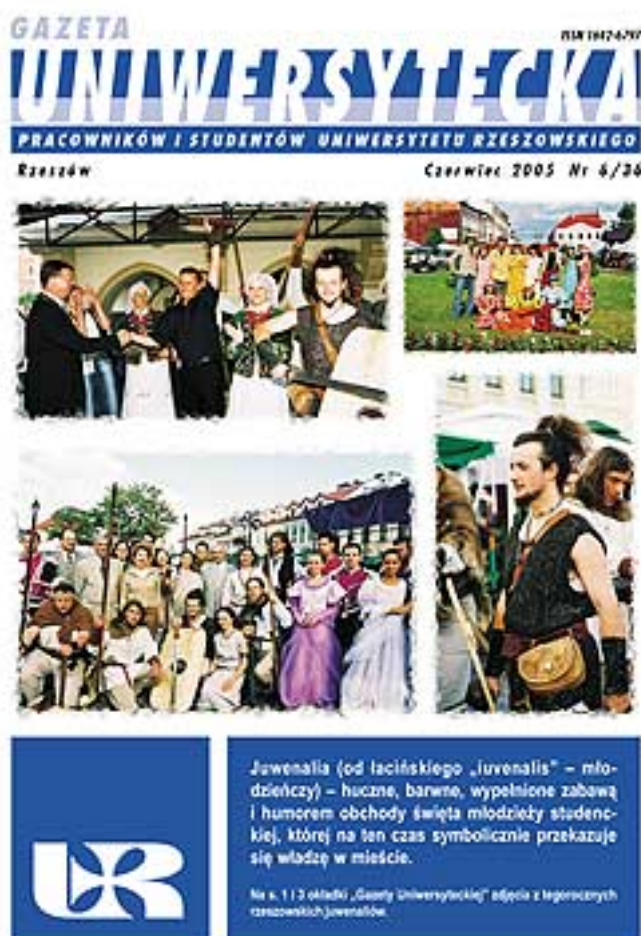 GAZETA
ISSN 1642-6797
UNIWERSYTECKA
PRACOWNIKÓW I STUDENTÓW UNIWERSYTETU RZESZOWSKIEGO
Rzeszów
Czerwiec 2005 Nr 6/36
Juwenalia (od łacińskiego „iuvenalis” – mło-
dzieńczy) – huczne, barwne, wypełnione zabawą
i humorem obchody święta młodzieży studenc-
kiej, której na ten czas symbolicznie przekazuje
się władzę w mieście.
Na s. 1 i 3 okładki „Gazety Uniwersyteckiej” zdjęcia z tegorocznych
rzeszowskich juwenaliów.
UR